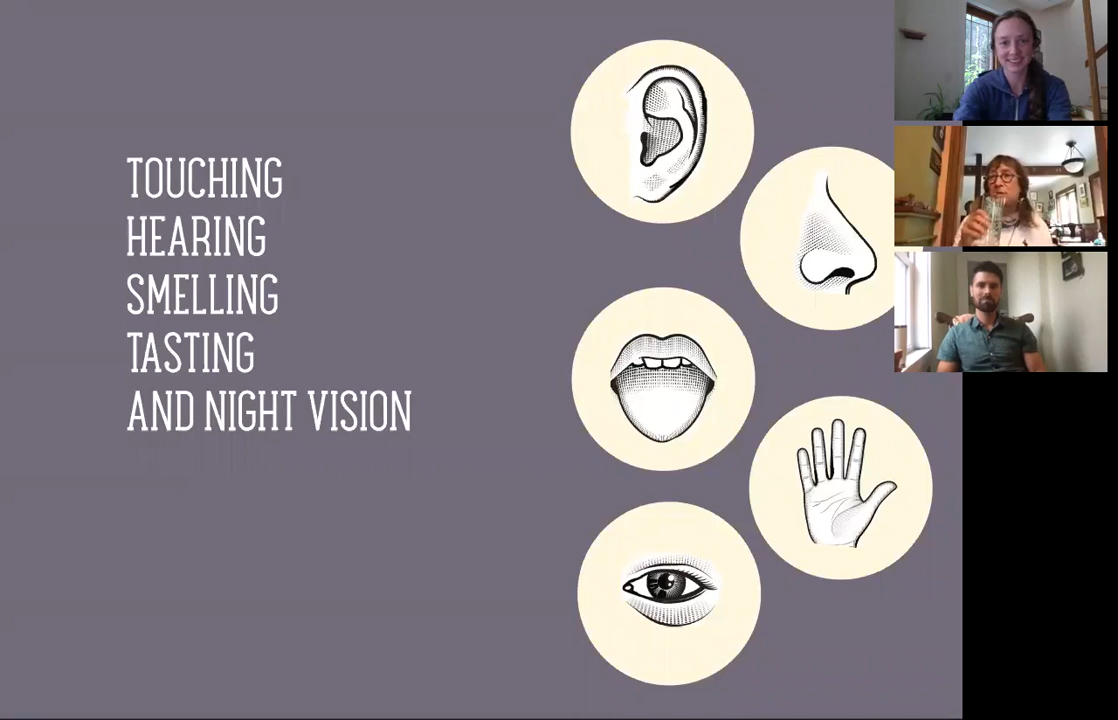 TOUCHING
HEARING
SMELLING
TASTING
AND NIGHT VISION